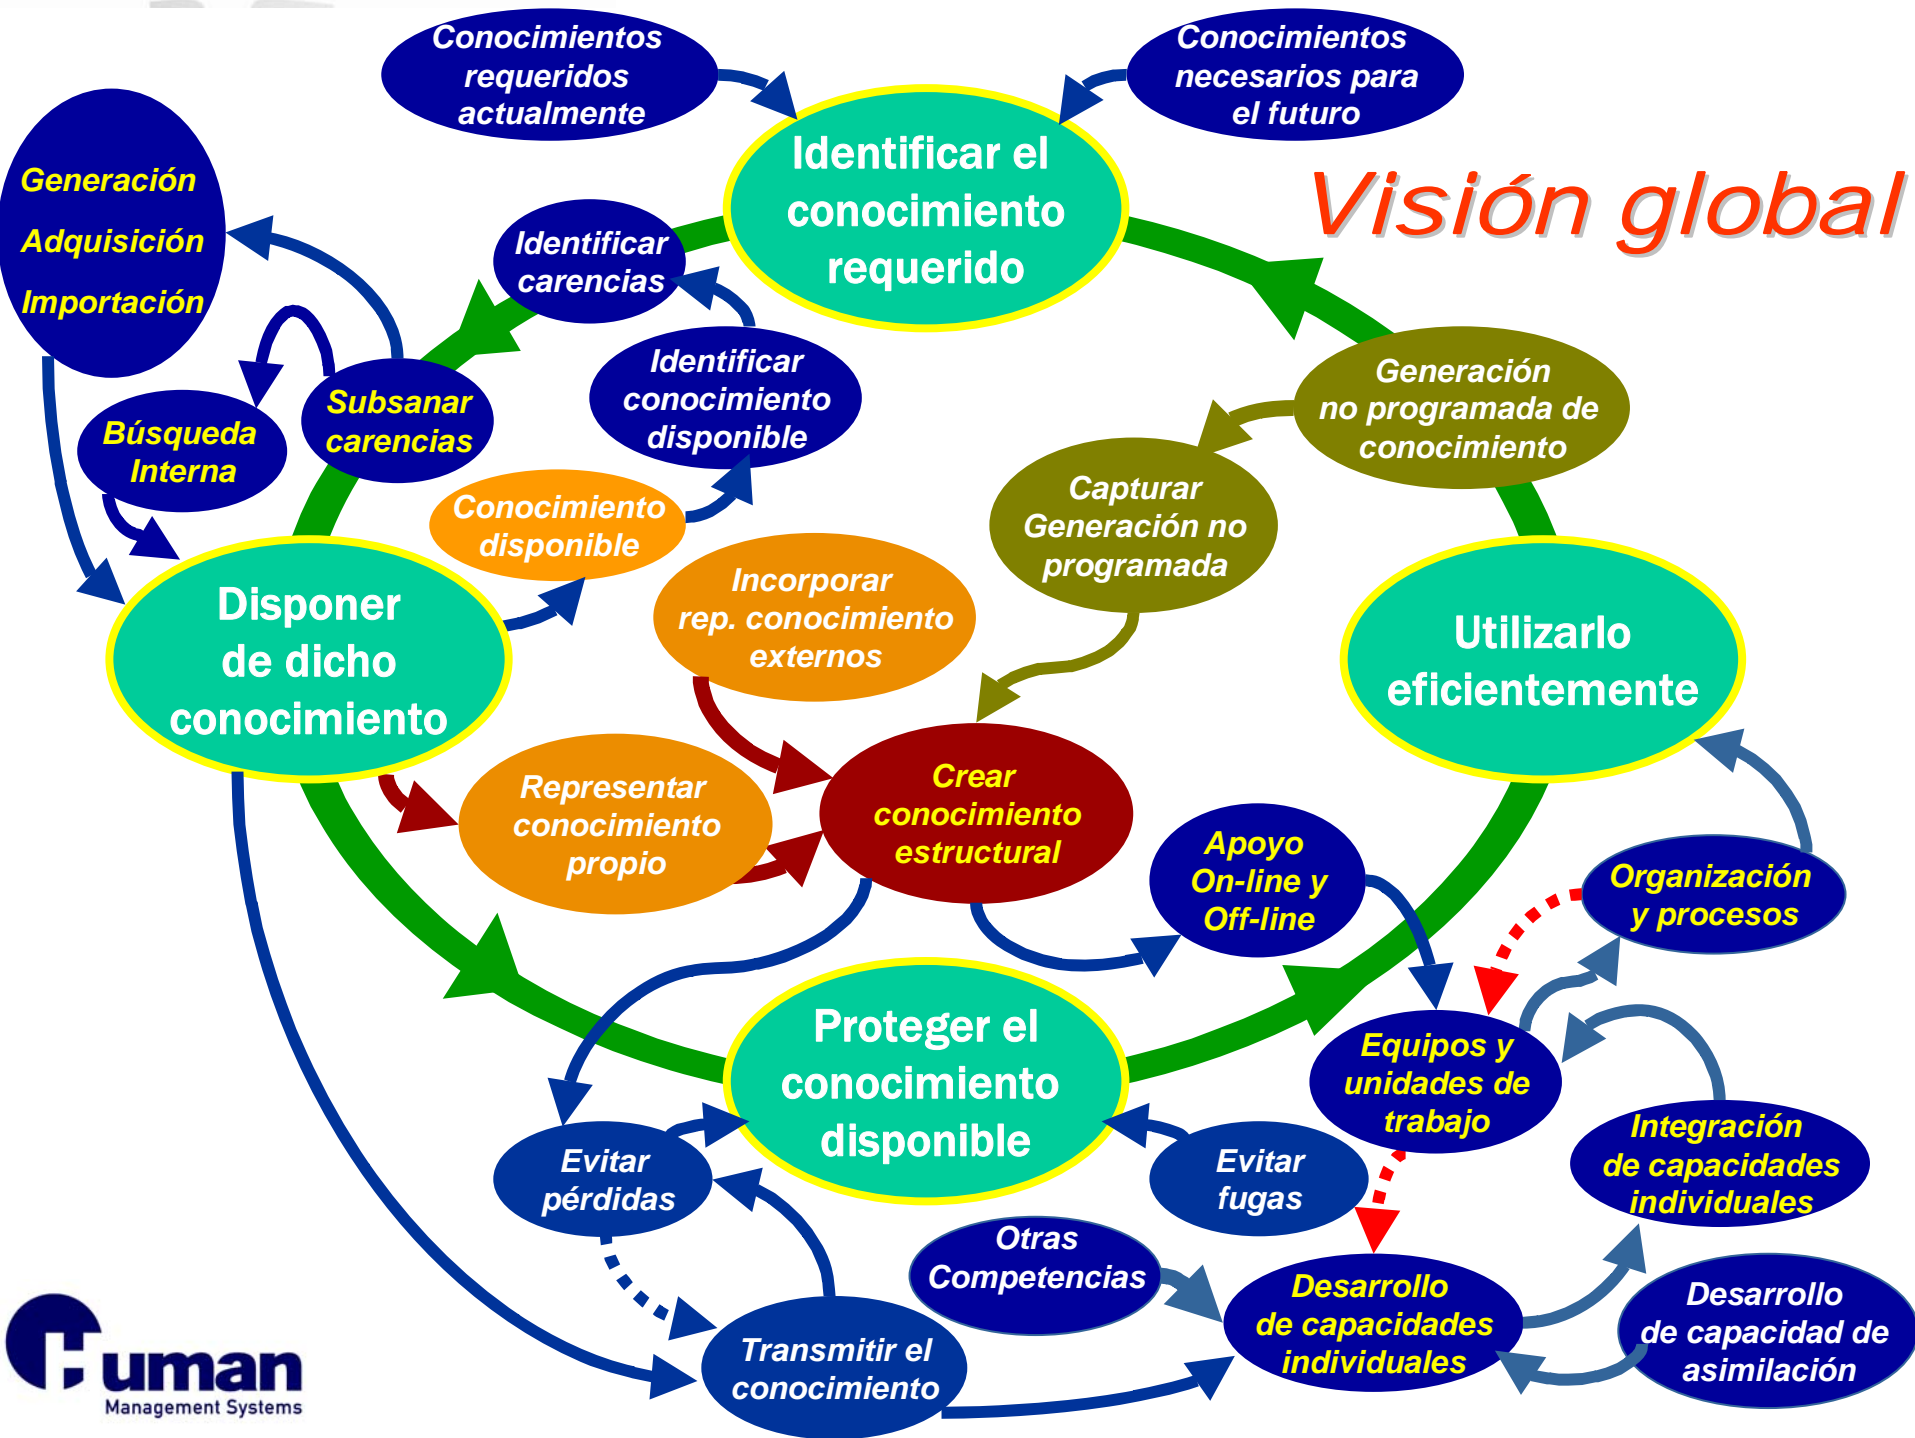 Conocimientos
requeridos
actualmente
Conocimientos
necesarios para
el futuro
Visión global
Identificar el
conocimiento
requerido
Generación
Adquisición
Importación
Identificar
carencias
Identificar
conocimiento
disponible
Subsanar
carencias
Búsqueda
Interna
Generación
no programada de
conocimiento
Capturar
Generación no
programada
Conocimiento
disponible
Incorporar
rep. conocimiento
externos
Disponer
de dicho
conocimiento
Utilizarlo
eficientemente
Representar
conocimiento
propio
Crear
conocimiento
estructural
Apoyo
On-line y
Off-line
Organización
y procesos
Proteger el
conocimiento
disponible
Equipos y
unidades de
trabajo
Evitar
pérdidas
Evitar
fugas
Integración
de capacidades
individuales
Otras
Competencias
Desarrollo
de capacidades
individuales
Desarrollo
de capacidad de
asimilación
Transmitir el
conocimiento
Human
Management Systems